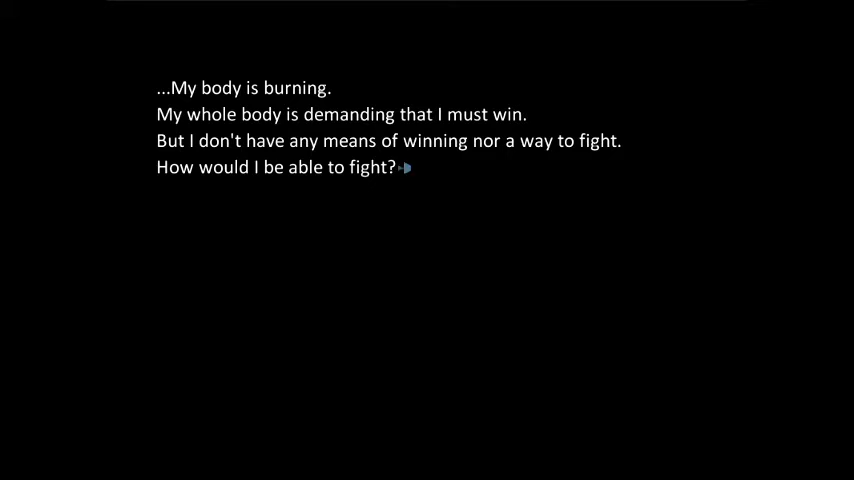 ...My body is burning.
My whole body is demanding that I must win.
But I don't have any means of winning nor a way to fight.
How would I be able to fight?